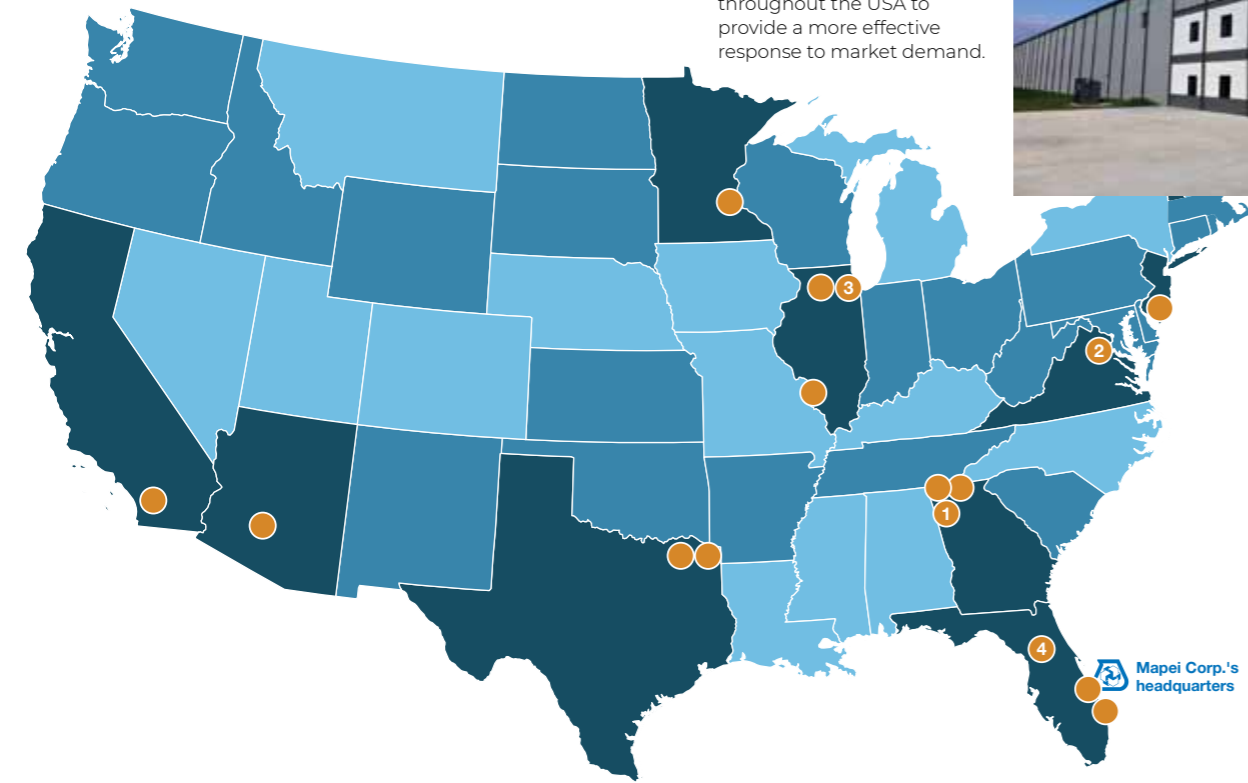 throughout the USA to
provide a more effective
response to market demand.
3
2
1
4
Mapei Corp.'s
headquarters